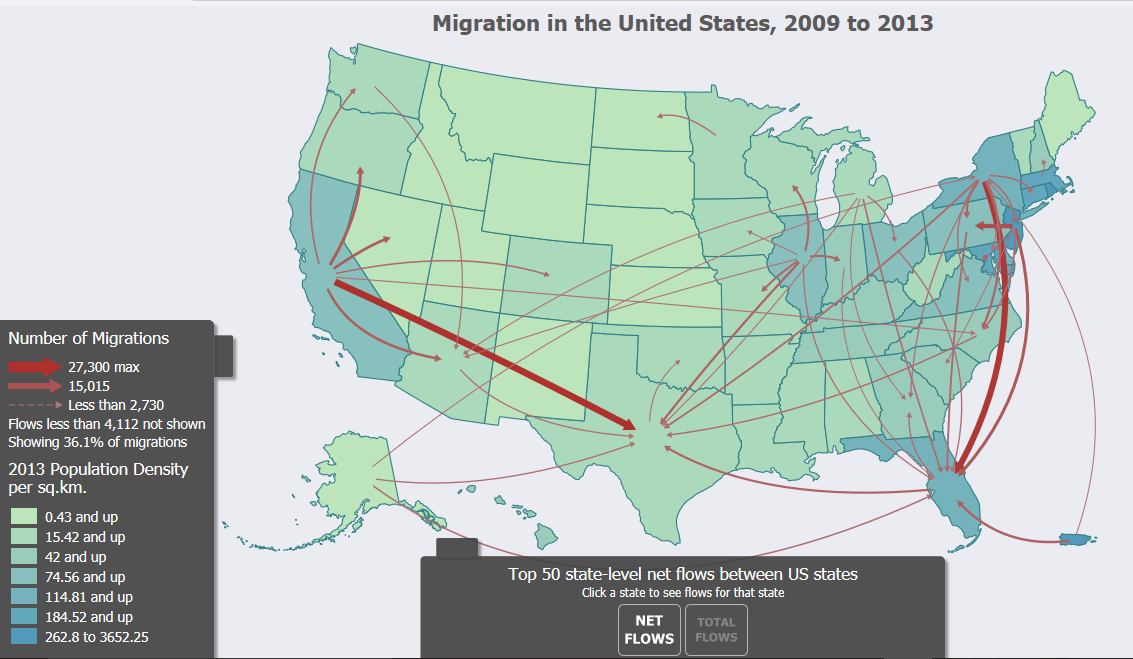 Migration in the United States, 2009 to 2013
Number of Migrations
27,300 max
15,015
Less than 2,730
Flows less than 4,112 not shown
Showing 36.1% of migrations
2013 Population Density
per sq.km.
0.43 and up
15.42 and up
42 and up
74.56 and up
114.81 and up
184.52 and up
262.8 to 3652.25
Top 50 state-level net flows between US states
Click a state to see flows for that state
NET
FLOWS
TOTAL
FLOWS